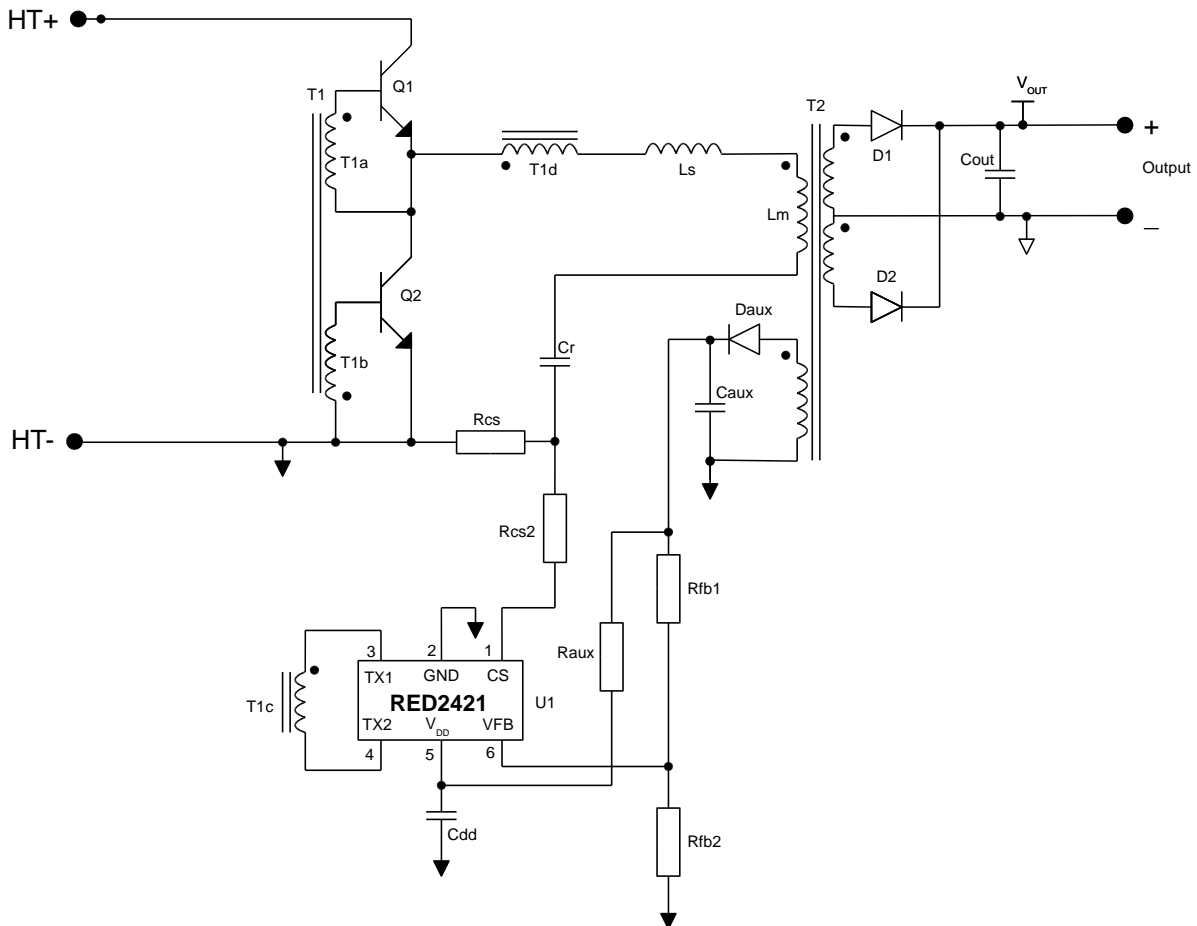 HT+
Q1
T1
T1a
T1d
Ls
T2
Lm
D1
V OUT
+
Cout
Output
–
D2
Q2
T1b
Cr
Daux
Caux
HT-
Rcs
Rcs2
Rfb1
Raux
3
2
1
TX1
GND
CS
T1c
RED2421
U1
TX2
V DD
VFB
4
5
6
Cdd
Rfb2